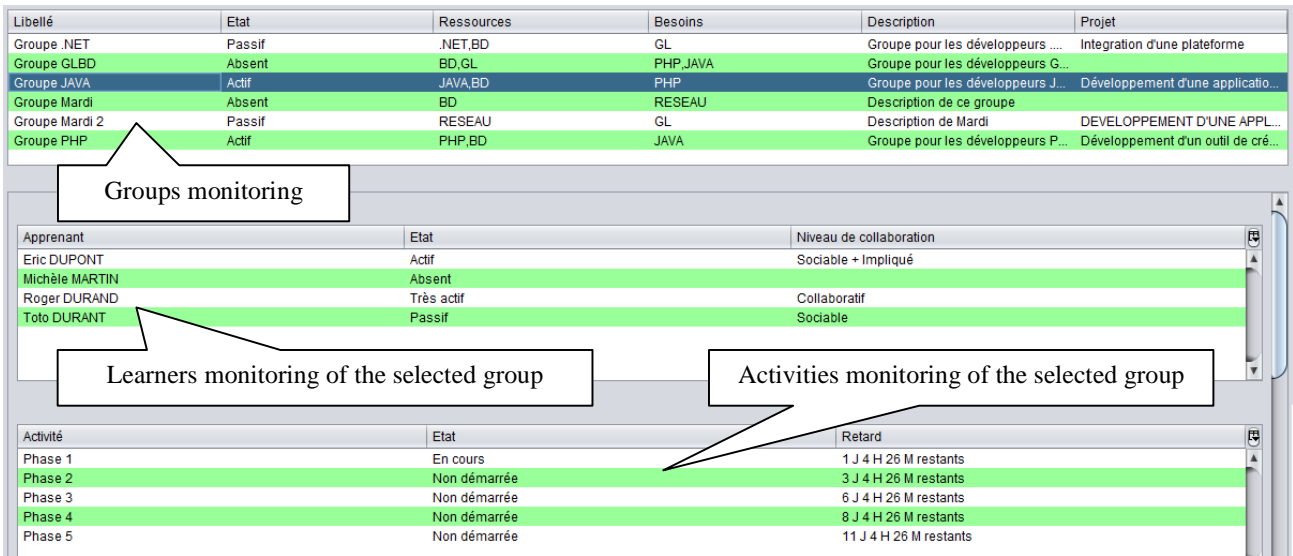 Libellé Etat Ressources Besoins Description Projet
Groupe .NET Passif .NET,BD GL Groupe pour les développeurs .... Integration d'une plateforme
Groupe GLBD Absent BD,GL PHP,JAVA Groupe pour les développeurs G...
Groupe JAVA Actif JAVA,BD PHP Groupe pour les développeurs J... Développement d'une applicatio...
Groupe Mardi Absent BD RESEAU Description de ce groupe
Groupe Mardi 2 Passif RESEAU GL Description de Mardi DEVELOPPEMENT D'UNE APPL...
Groupe PHP Actif PHP,BD JAVA Groupe pour les développeurs P... Développement d'un outil de cré...
Groups monitoring
Apprenant Etat Niveau de collaboration
Eric DUPONT Actif Sociable + Impliqué
Michèle MARTIN Absent
Roger DURAND Très actif Collaboratif
Toto DURANT Passif Sociable
Learners monitoring of the selected group
Activities monitoring of the selected group
Activité Etat Retard
Phase 1 En cours 1 J 4 H 26 M restants
Phase 2 Non démarrée 3 J 4 H 26 M restants
Phase 3 Non démarrée 6 J 4 H 26 M restants
Phase 4 Non démarrée 8 J 4 H 26 M restants
Phase 5 Non démarrée 11 J 4 H 26 M restants